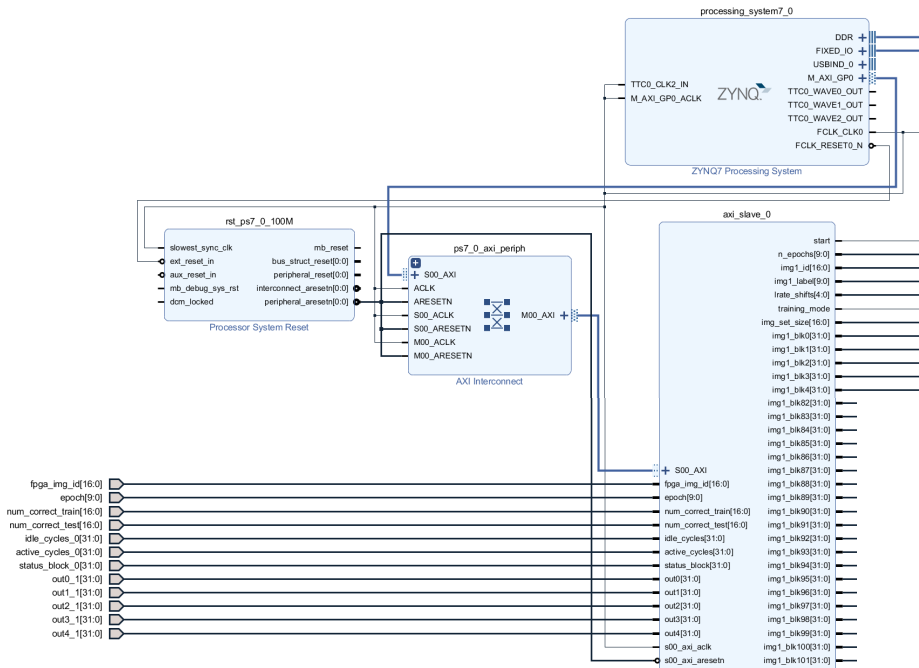 processing_system7_0
DDR
FIXED_IO
USBIND_0
M_AXI_GP0
TTC0_WAVE0_OUT
TTC0_WAVE1_OUT
TTC0_WAVE2_OUT
FCLK_CLK0
FCLK_RESET0_N
TTC0_CLK2_IN
M_AXI_GP0_ACLK
ZYNQ
ZYNQ7 Processing System
rst_ps7_0_100M
slowest_sync_clk
ext_reset_in
aux_reset_in
mb_debug_sys_rst
dcm_locked
mb_reset
bus_struct_reset[0:0]
peripheral_reset[0:0]
interconnect_aresetn[0:0]
peripheral_aresetn[0:0]
Processor System Reset
ps7_0_axi_periph
S00_AXI
ACLK
ARESETN
S00_ACLK
S00_ARESETN
M00_ACLK
M00_ARESETN
M00_AXI
AXI Interconnect
axi_slave_0
start
n_epochs[9:0]
img1_id[16:0]
img1_label[9:0]
lrate_shifts[4:0]
training_mode
img_set_size[16:0]
img1_blk0[31:0]
img1_blk1[31:0]
img1_blk2[31:0]
img1_blk3[31:0]
img1_blk4[31:0]
img1_blk82[31:0]
img1_blk83[31:0]
img1_blk84[31:0]
img1_blk85[31:0]
img1_blk86[31:0]
img1_blk87[31:0]
img1_blk88[31:0]
img1_blk89[31:0]
img1_blk90[31:0]
img1_blk91[31:0]
img1_blk92[31:0]
img1_blk93[31:0]
img1_blk94[31:0]
img1_blk95[31:0]
img1_blk96[31:0]
img1_blk97[31:0]
img1_blk98[31:0]
img1_blk99[31:0]
img1_blk100[31:0]
img1_blk101[31:0]
S00_AXI
fpga_img_id[16:0]
epoch[9:0]
num_correct_train[16:0]
num_correct_test[16:0]
idle_cycles[31:0]
active_cycles[31:0]
status_block[31:0]
out0[31:0]
out1[31:0]
out2[31:0]
out3[31:0]
out4[31:0]
s00_axi_aclk
s00_axi_aresetn
fpga_img_id[16:0]
epoch[9:0]
num_correct_train[16:0]
num_correct_test[16:0]
idle_cycles_0[31:0]
active_cycles_0[31:0]
status_block_0[31:0]
out0_1[31:0]
out1_1[31:0]
out2_1[31:0]
out3_1[31:0]
out4_1[31:0]